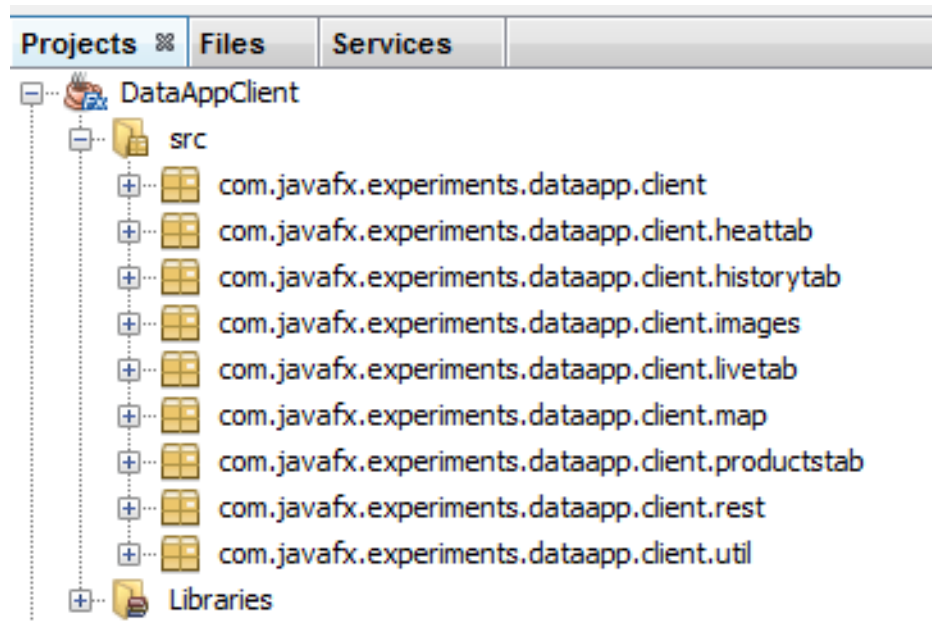 Projects Files Services
DataAppClient
src
com.javafx.experiments.dataapp.client
com.javafx.experiments.dataapp.client.heattab
com.javafx.experiments.dataapp.client.historytab
com.javafx.experiments.dataapp.client.images
com.javafx.experiments.dataapp.client.livetab
com.javafx.experiments.dataapp.client.map
com.javafx.experiments.dataapp.client.productstab
com.javafx.experiments.dataapp.client.rest
com.javafx.experiments.dataapp.client.util
Libraries